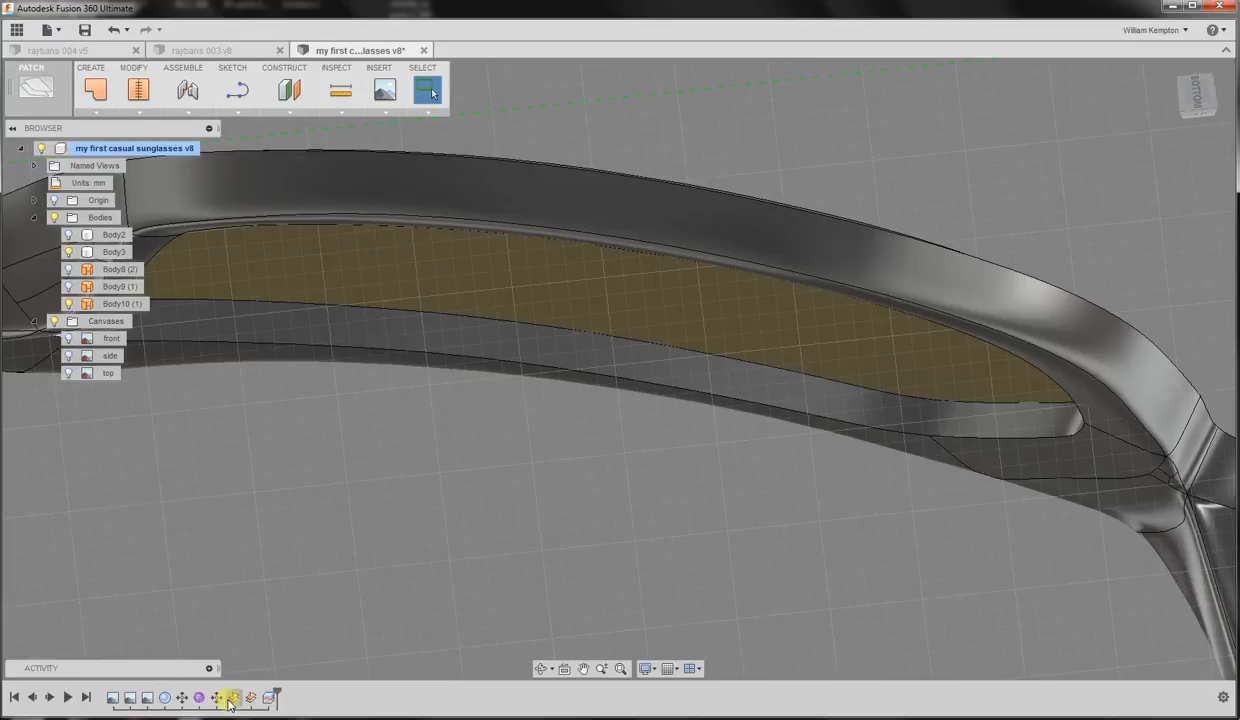 Autodesk Fusion 360 Ultimate
William Kempton
raybans 004 v5
raybans 003 v8
my first c...lasses v8*
PATCH
CREATE
MODIFY
ASSEMBLE
SKETCH
CONSTRUCT
INSPECT
INSERT
SELECT
BOTTOM
BROWSER
my first casual sunglasses v8
Named Views
Units: mm
Origin
Bodies
Body2
Body3
Body8 (2)
Body9 (1)
Body10 (1)
Canvases
front
side
top
ACTIVITY